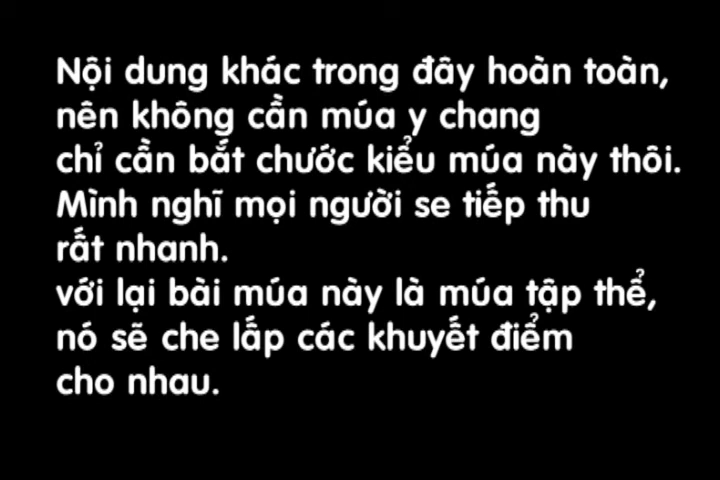 Nội dung khác trong đây hoàn toàn,
nên không cần múa y chang
chỉ cần bắt chước kiểu múa này thôi.
Mình nghĩ mọi người se tiếp thu
rất nhanh.
với lại bài múa này là múa tập thể,
nó sẽ che lấp các khuyết điểm
cho nhau.